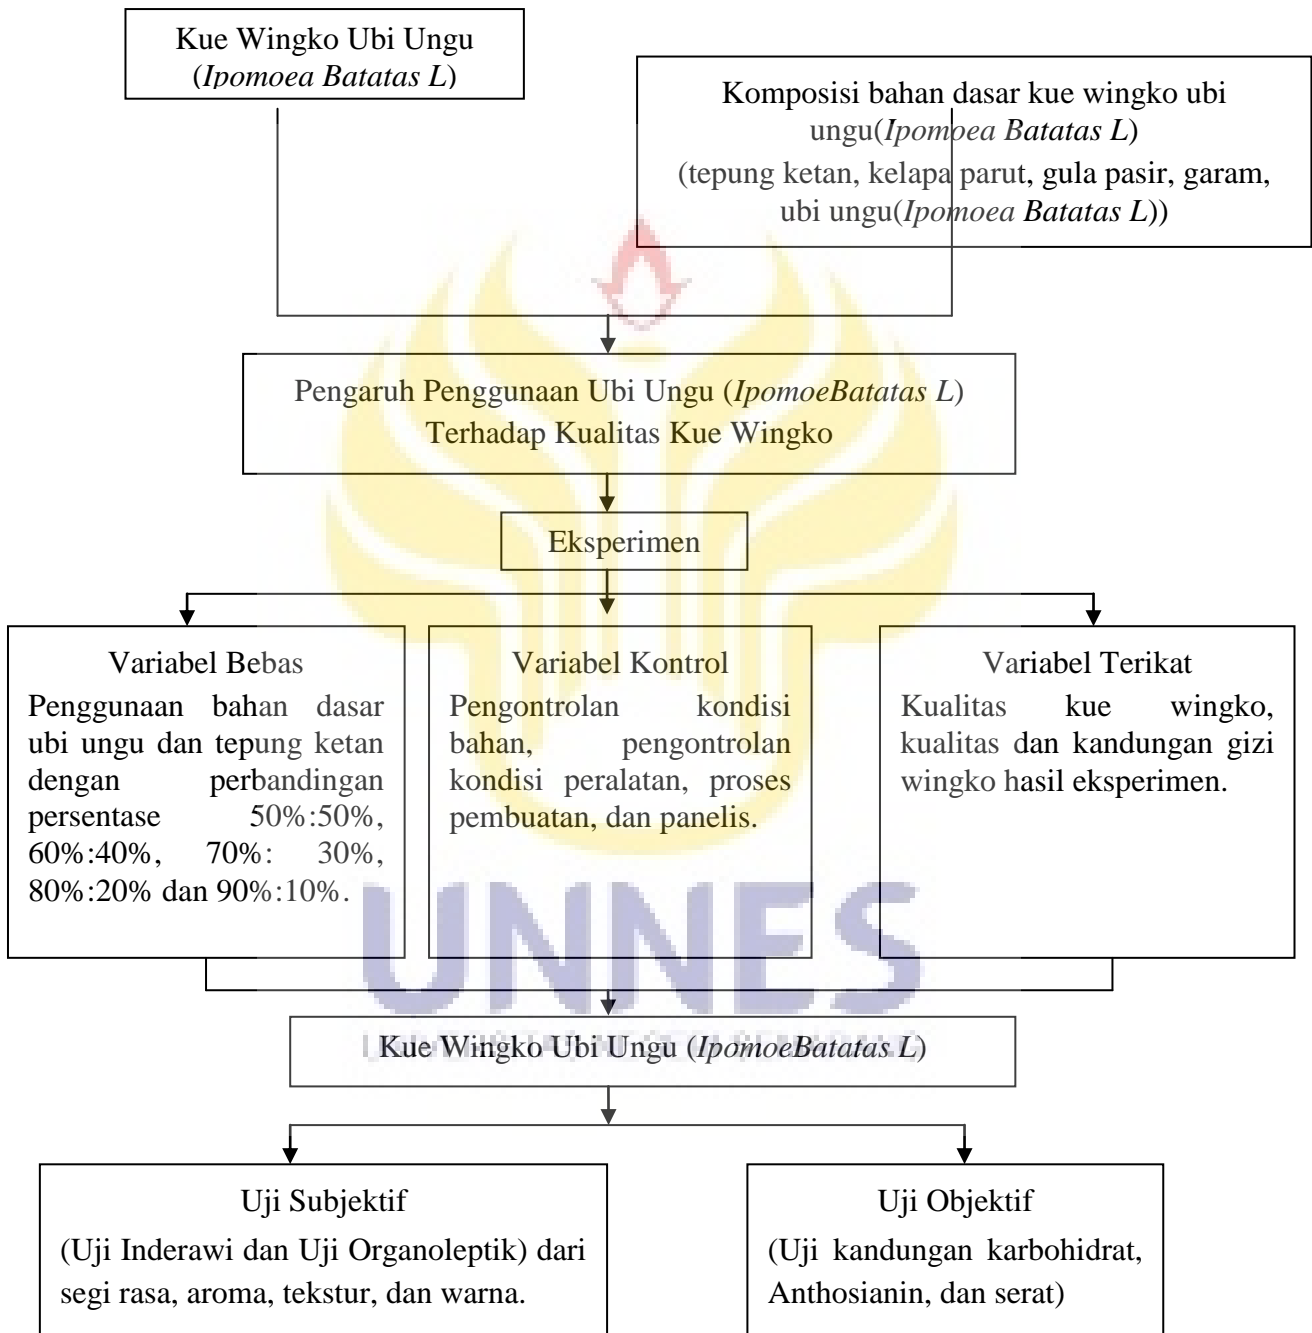 Kue Wingko Ubi Ungu
(Ipomoea Batatas L)
Komposisi bahan dasar kue wingko ubi
ungu(Ipomoea Batatas L)
(tepung ketan, kelapa parut, gula pasir, garam,
ubi ungu(Ipomoea Batatas L))
Pengaruh Penggunaan Ubi Ungu (IpomoeBatatas L)
Terhadap Kualitas Kue Wingko
Eksperimen
Variabel Bebas
Penggunaan bahan dasar
ubi ungu dan tepung ketan
dengan perbandingan
persentase 50%:50%,
60%:40%, 70%: 30%,
80%:20% dan 90%:10%.
Variabel Kontrol
Pengontrolan kondisi
bahan, pengontrolan
kondisi peralatan, proses
pembuatan, dan panelis.
Variabel Terikat
Kualitas kue wingko,
kualitas dan kandungan gizi
wingko hasil eksperimen.
UNNES
Kue Wingko Ubi Ungu (IpomoeBatatas L)
Uji Subjektif
(Uji Inderawi dan Uji Organoleptik) dari
segi rasa, aroma, tekstur, dan warna.
Uji Objektif
(Uji kandungan karbohidrat,
Anthosianin, dan serat)